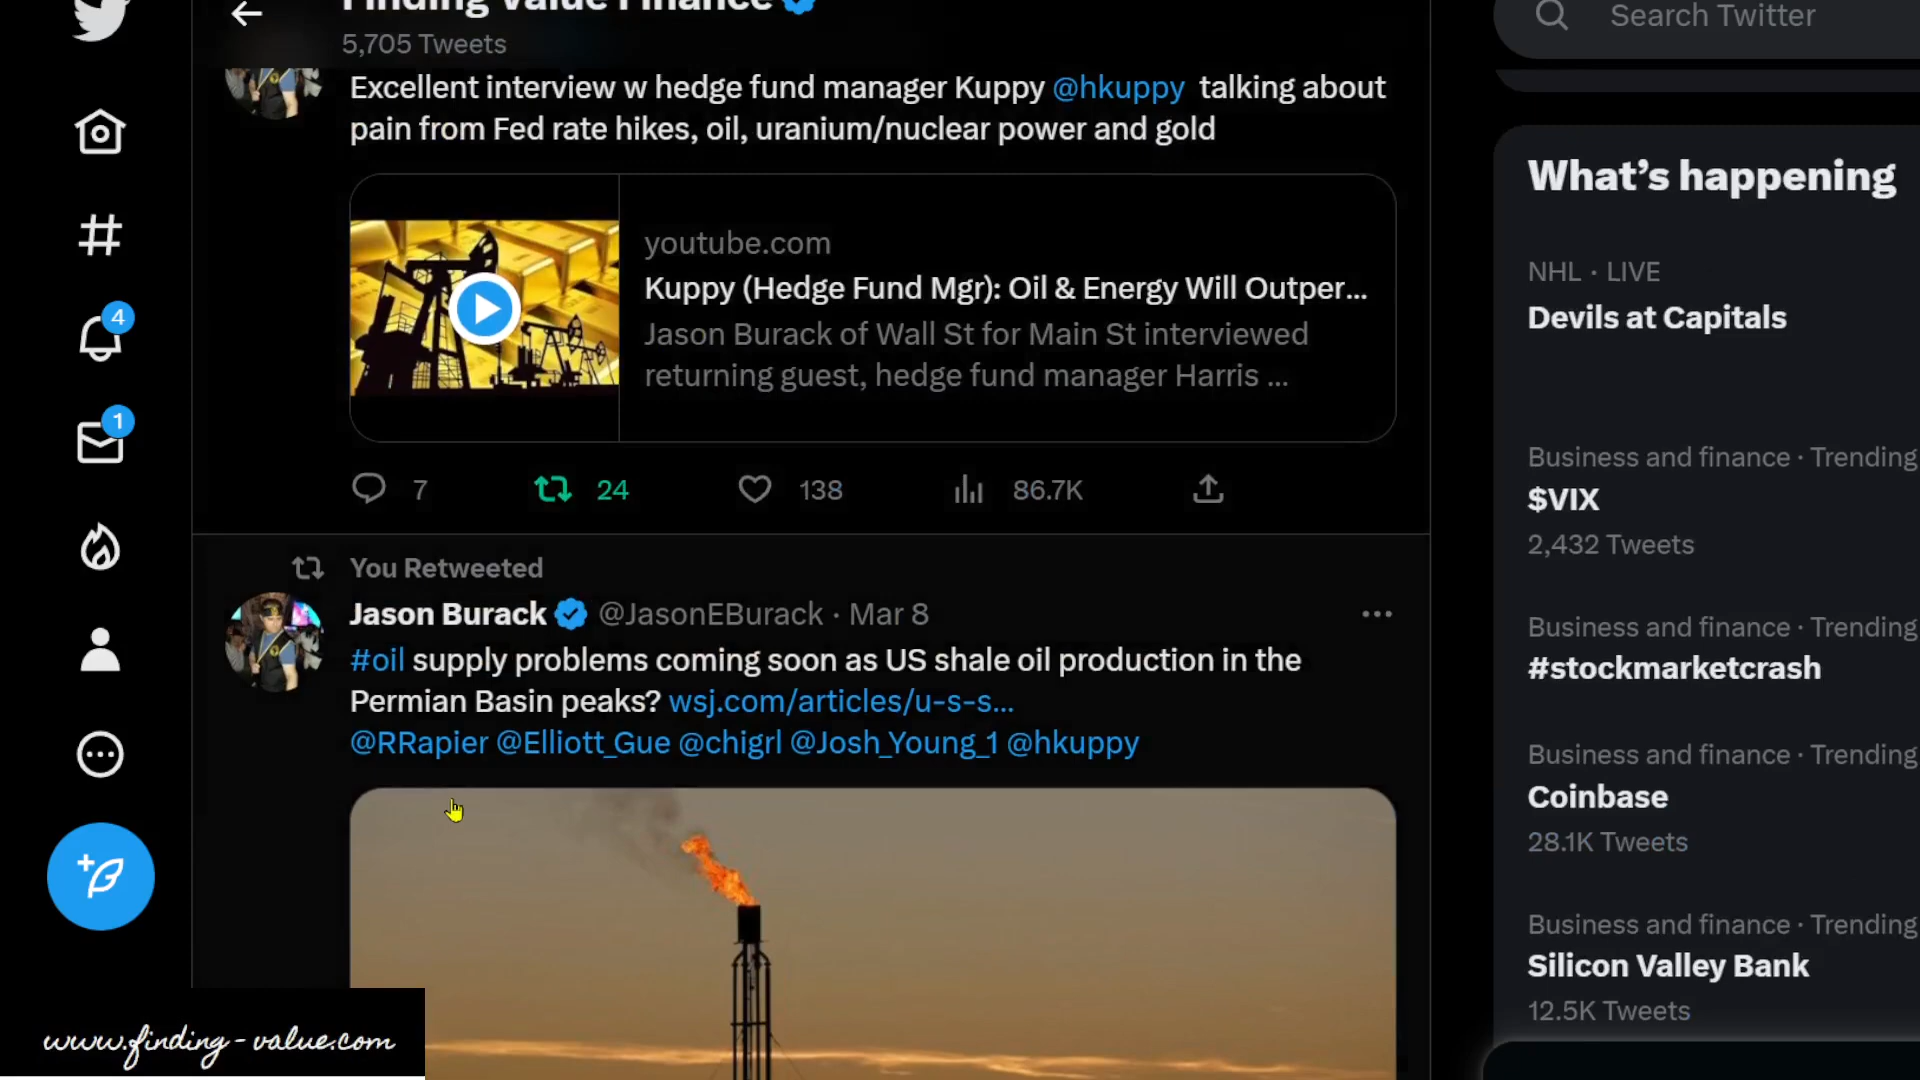 Finding Value Finance
5,705 Tweets
Search Twitter
Excellent interview w hedge fund manager Kuppy @hkuppy talking about
pain from Fed rate hikes, oil, uranium/nuclear power and gold
youtube.com
Kuppy (Hedge Fund Mgr): Oil & Energy Will Outper...
Jason Burack of Wall St for Main St interviewed
returning guest, hedge fund manager Harris ...
7
24
138
86.7K
You Retweeted
Jason Burack @JasonEBurack · Mar 8
#oil supply problems coming soon as US shale oil production in the
Permian Basin peaks? wsj.com/articles/u-s-s...
@RRapier @Elliott_Gue @chigrl @Josh_Young_1 @hkuppy
4
1
What's happening
NHL · LIVE
Devils at Capitals
Business and finance · Trending
$VIX
2,432 Tweets
Business and finance · Trending
#stockmarketcrash
Business and finance · Trending
Coinbase
28.1K Tweets
Business and finance · Trending
Silicon Valley Bank
12.5K Tweets
www.finding-value.com